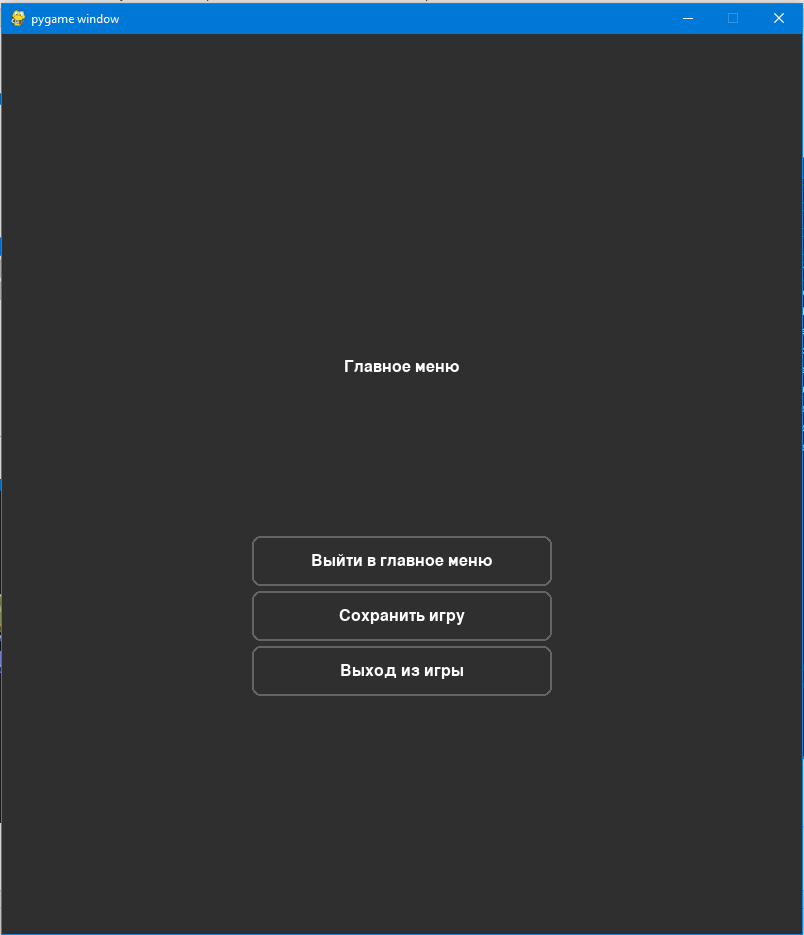 pygame window
Главное меню
Выйти в главное меню
Сохранить игру
Выход из игры